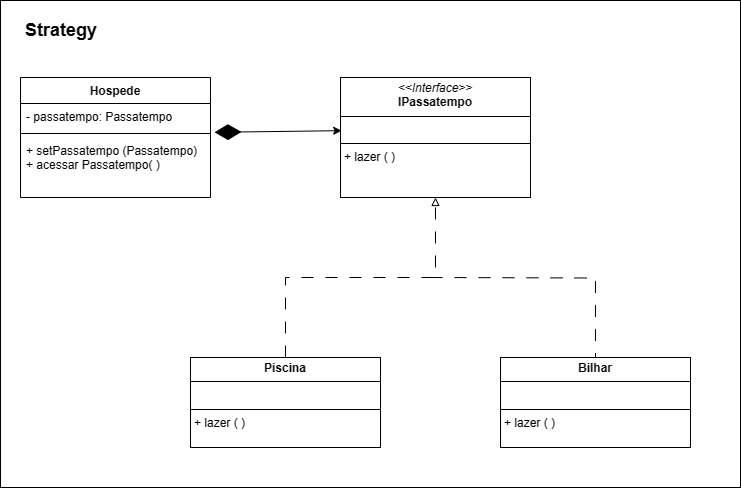 Strategy
Hospede
- passatempo: Passatempo
+ setPassatempo (Passatempo)
+ acessar Passatempo( )
<<Interface>>
IPassatempo
+ lazer ( )
Piscina
+ lazer ( )
Bilhar
+ lazer ( )